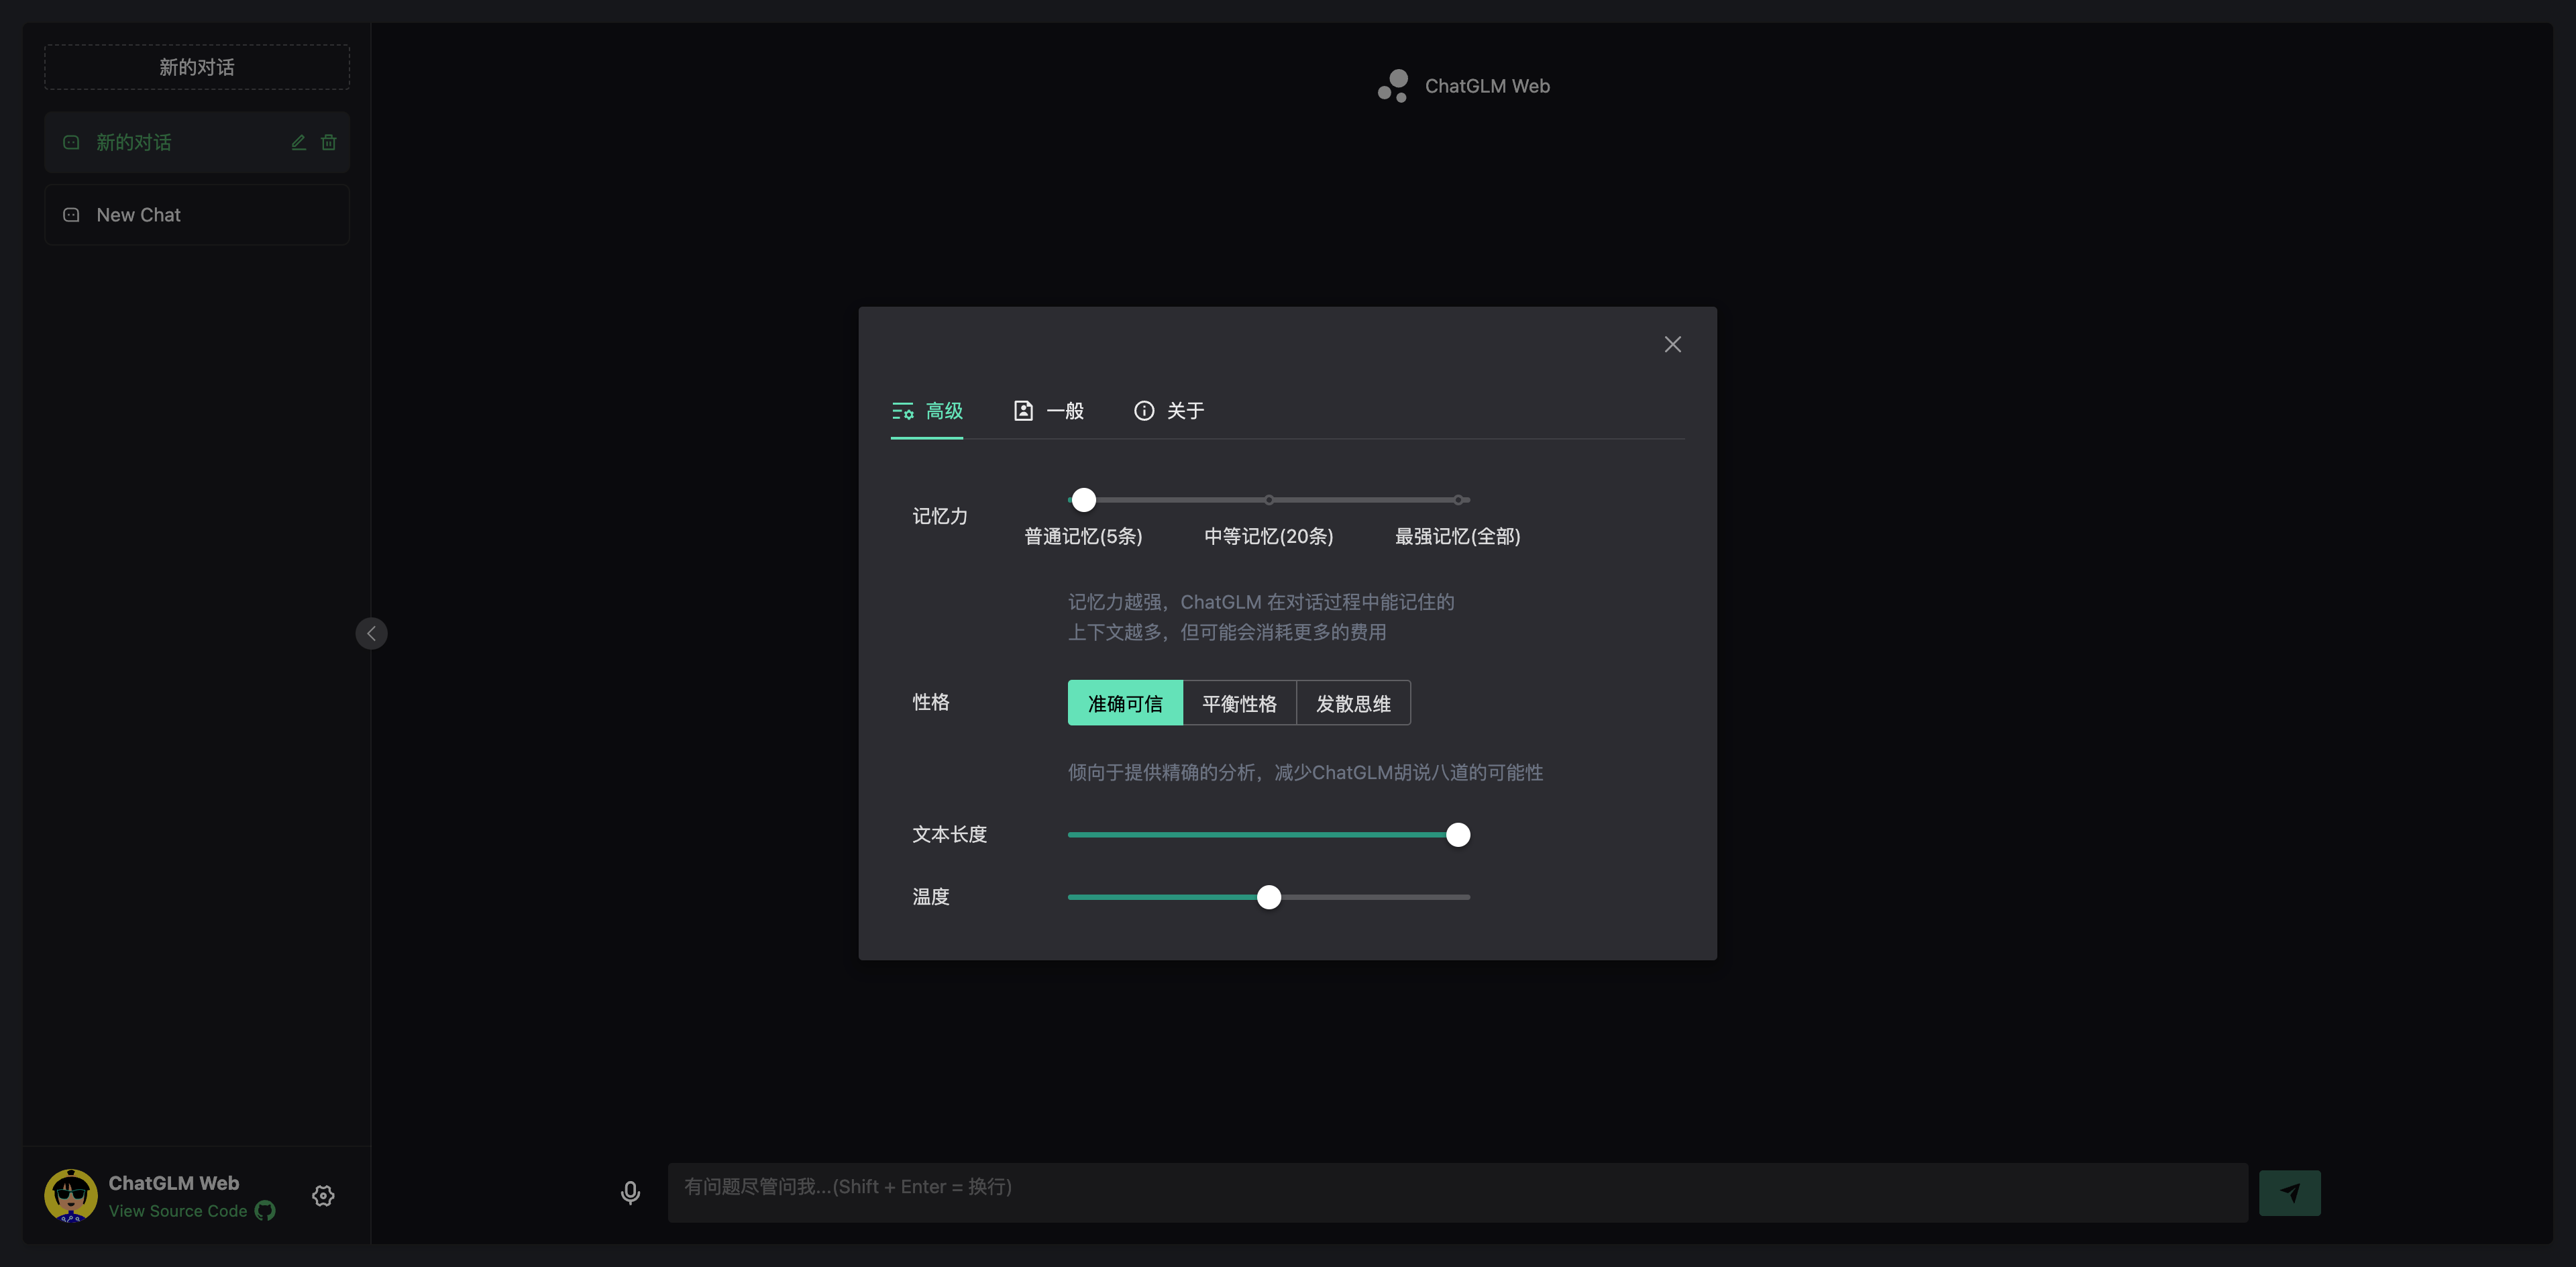 新的对话
新的对话
New Chat
ChatGLM Web
View Source Code
ChatGLM Web
高级
一般
关于
记忆力
普通记忆(5条)
中等记忆(20条)
最强记忆(全部)
记忆力越强，ChatGLM 在对话过程中能记住的
上下文越多，但可能会消耗更多的费用
性格
准确可信
平衡性格
发散思维
倾向于提供精确的分析，减少ChatGLM胡说八道的可能性
文本长度
温度
有问题尽管问我...(Shift + Enter = 换行)